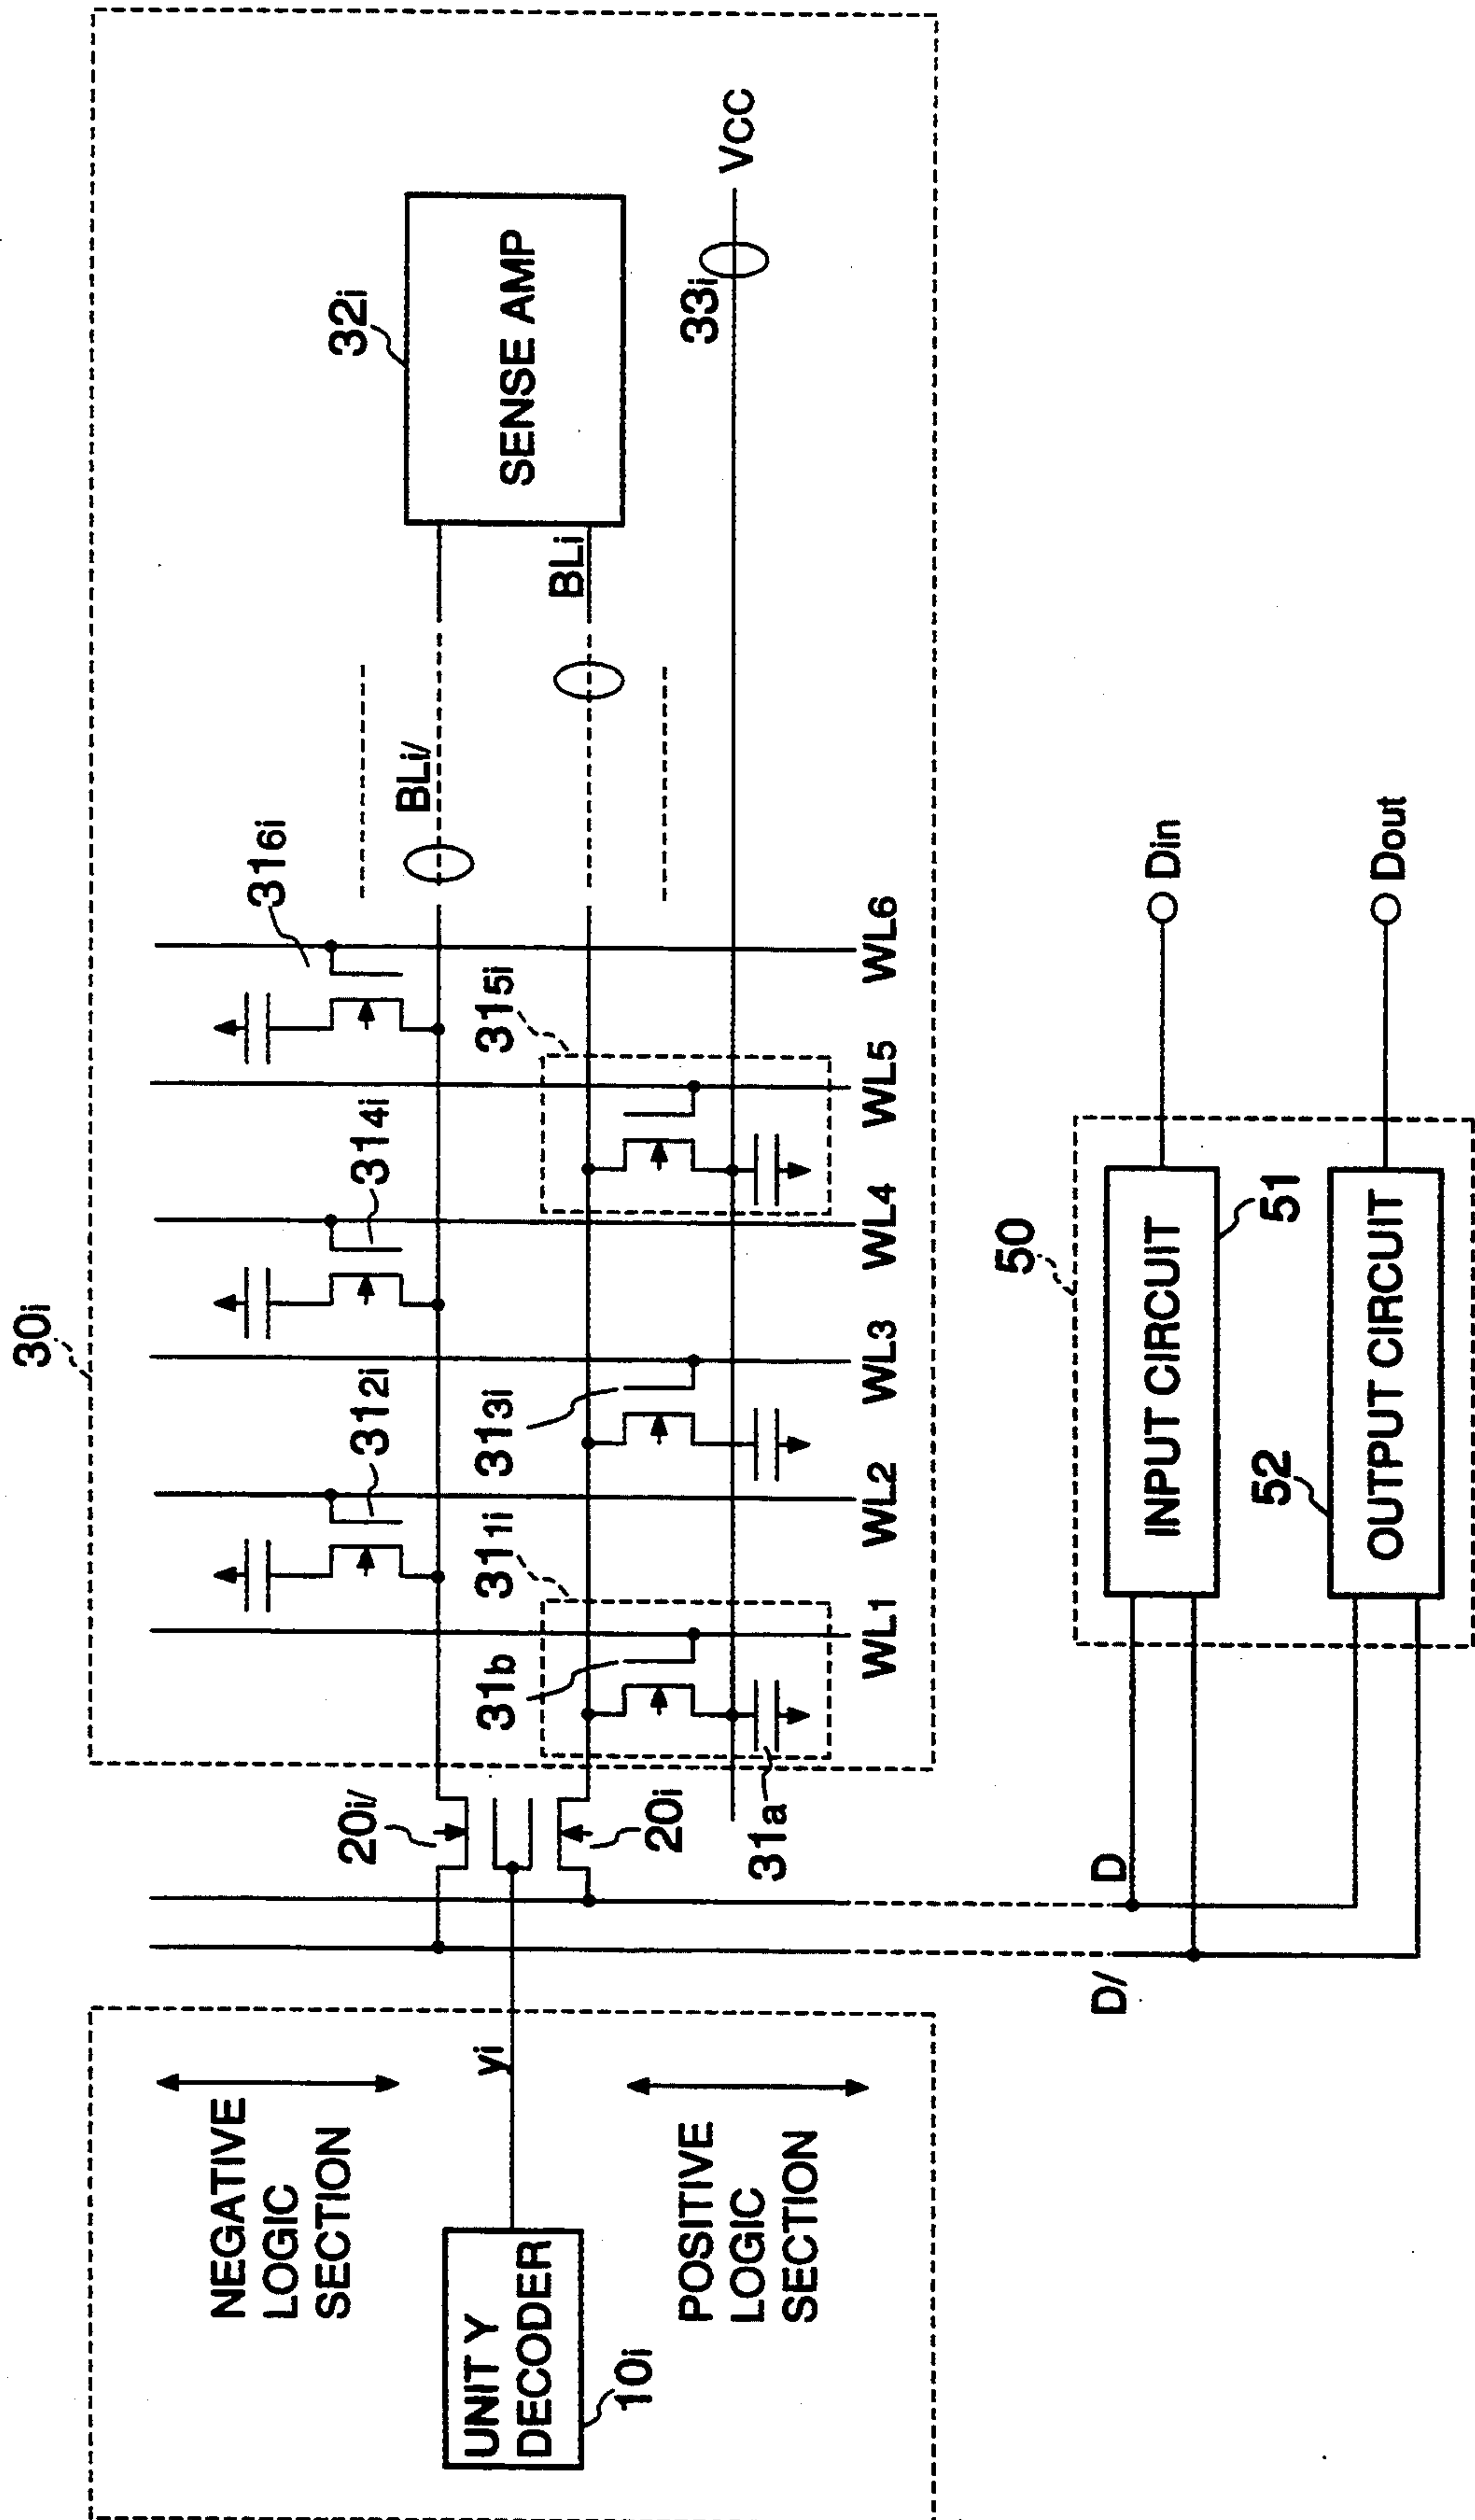 30i
NEGATIVE
LOGIC
SECTION
UNIT Y
DECODER
10i
yi
POSITIVE
LOGIC
SECTION
20i/
20i
31a
31b
311i
312i
313i
314i
315i
316i
BLi/
BLi
32i
SENSE AMP
33i
VCC
WL1
WL2
WL3
WL4
WL5
WL6
D/
D
50
INPUT CIRCUIT
51
Din
52
OUTPUT CIRCUIT
Dout